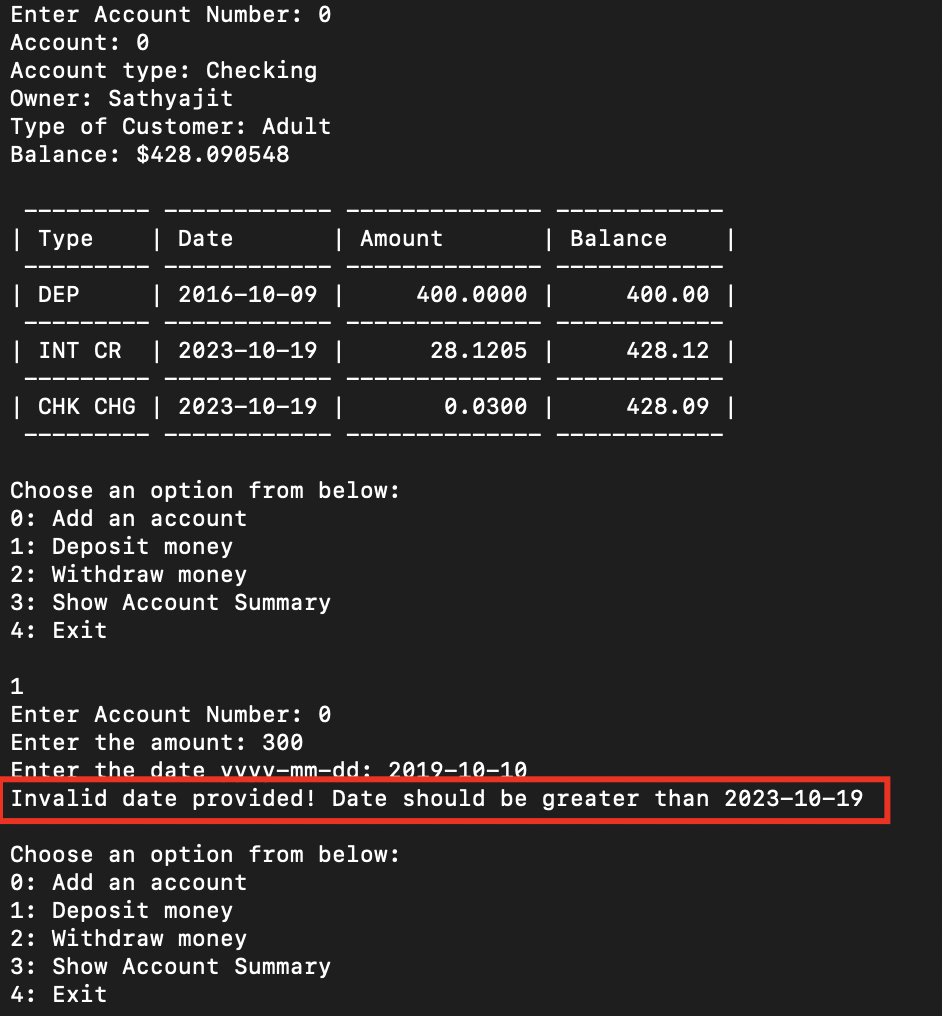 Enter Account Number: 0
Account: 0
Account type: Checking
Owner: Sathyajit
Type of Customer: Adult
Balance: $428.090548
--------- ------------ -------------- ------------
| Type    | Date       | Amount       | Balance    |
--------- ------------ -------------- ------------
| DEP     | 2016-10-09 |     400.0000 |     400.00 |
--------- ------------ -------------- ------------
| INT CR  | 2023-10-19 |      28.1205 |     428.12 |
--------- ------------ -------------- ------------
| CHK CHG | 2023-10-19 |       0.0300 |     428.09 |
--------- ------------ -------------- ------------
Choose an option from below:
0: Add an account
1: Deposit money
2: Withdraw money
3: Show Account Summary
4: Exit
1
Enter Account Number: 0
Enter the amount: 300
Enter the date yyyy-mm-dd: 2019-10-10
Invalid date provided! Date should be greater than 2023-10-19
Choose an option from below:
0: Add an account
1: Deposit money
2: Withdraw money
3: Show Account Summary
4: Exit